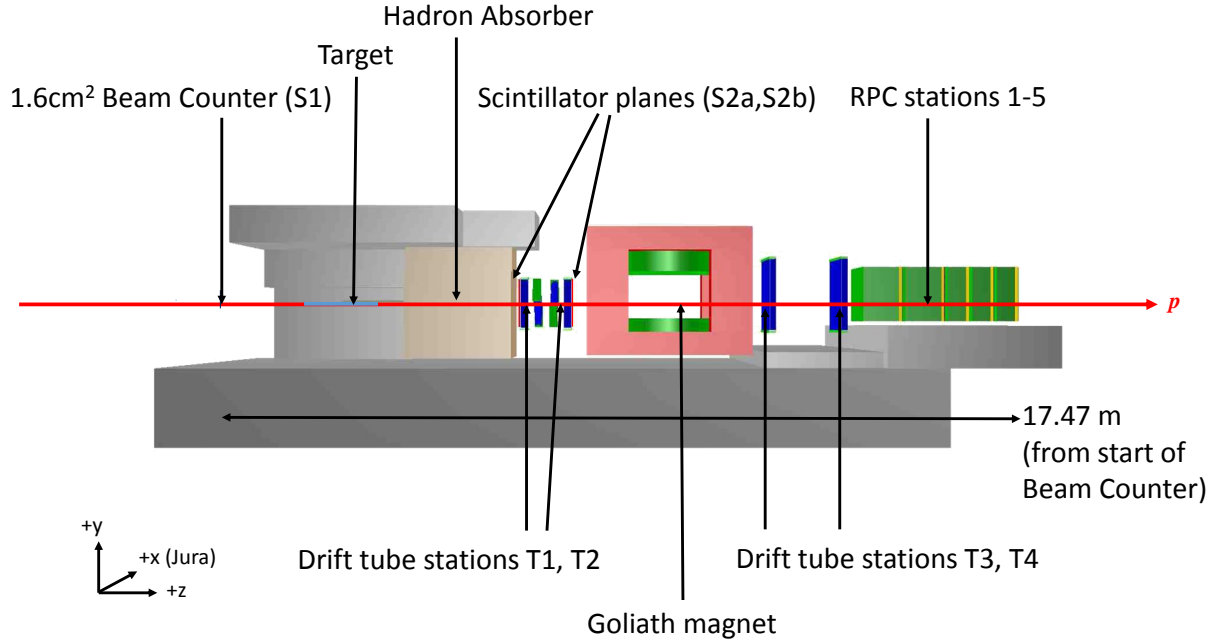 Hadron Absorber
Target
1.6cm² Beam Counter (S1)
Scintillator planes (S2a,S2b)
RPC stations 1-5
p
17.47 m
(from start of
Beam Counter)
+y
+x (Jura)
+z
Drift tube stations T1, T2
Drift tube stations T3, T4
Goliath magnet